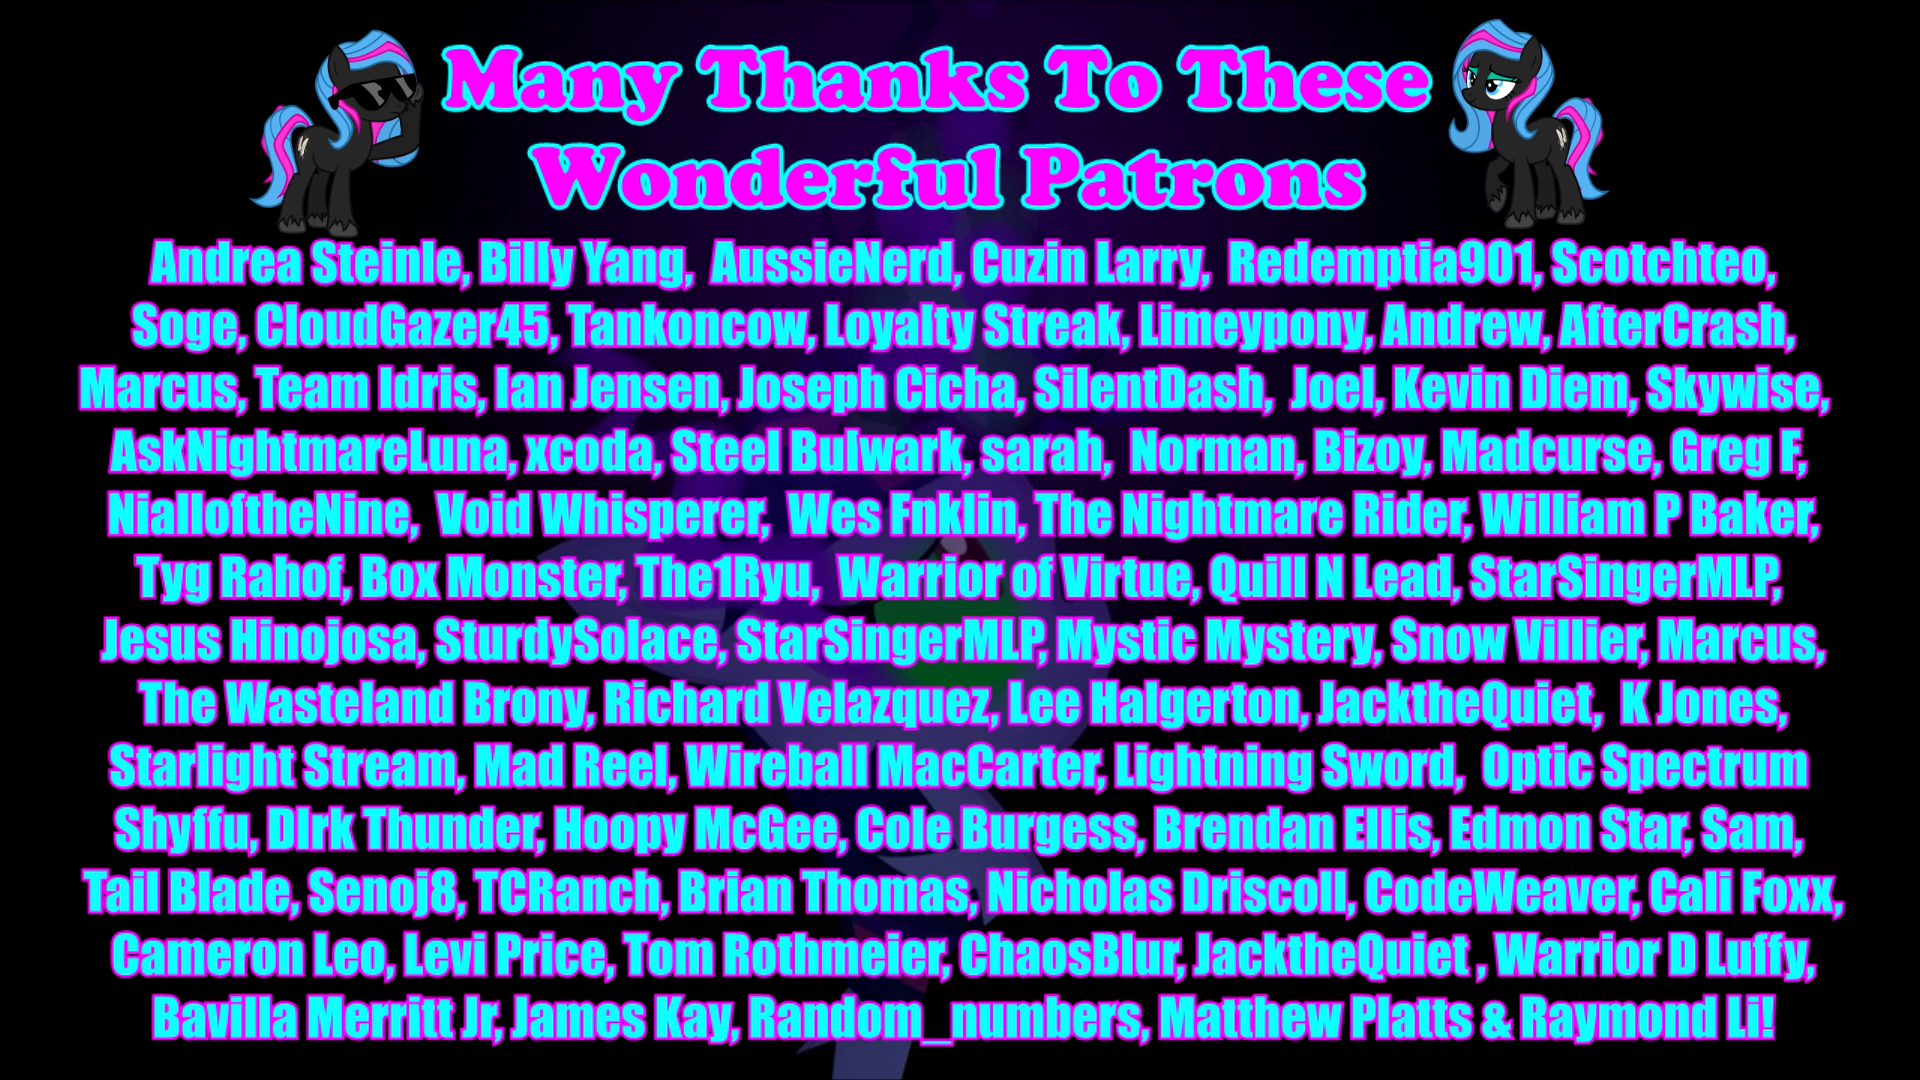 Many Thanks To These
Wonderful Patrons
Andrea Steinle, Billy Yang, AussieNerd, Cuzin Larry, Redemptia901, Scotchteo,
Soge, CloudGazer45, Tankoncow, Loyalty Streak, Limeypony, Andrew, AfterCrash,
Marcus, Team Idris, Ian Jensen, Joseph Cicha, SilentDash, Joel, Kevin Diem, Skywise,
AskNightmareLuna, xcoda, Steel Bulwark, sarah, Norman, Bizoy, Madcurse, Greg F,
NialloftheNine, Void Whisperer, Wes Fnklin, The Nightmare Rider, William P Baker,
Tyg Rahof, Box Monster, The1Ryu, Warrior of Virtue, Quill N Lead, StarSingerMLP,
Jesus Hinojosa, SturdySolace, StarSingerMLP, Mystic Mystery, Snow Villier, Marcus,
The Wasteland Brony, Richard Velazquez, Lee Halgerton, JacktheQuiet, K Jones,
Starlight Stream, Mad Reel, Wireball MacCarter, Lightning Sword, Optic Spectrum
Shyffu, DIrk Thunder, Hoopy McGee, Cole Burgess, Brendan Ellis, Edmon Star, Sam,
Tail Blade, Senoj8, TCRanch, Brian Thomas, Nicholas Driscoll, CodeWeaver, Cali Foxx,
Cameron Leo, Levi Price, Tom Rothmeier, ChaosBlur, JacktheQuiet , Warrior D Luffy,
Bavilla Merritt Jr, James Kay, Random_numbers, Matthew Platts & Raymond Li!